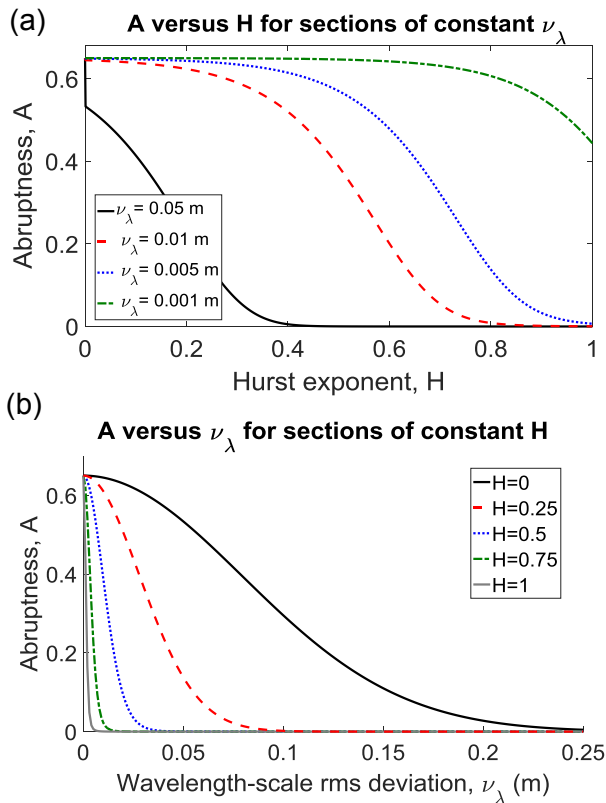 (a)
A versus H for sections of constant ν_λ
Abruptness, A
0.6
0.4
0.2
0
ν_λ= 0.05 m
ν_λ= 0.01 m
ν_λ= 0.005 m
ν_λ= 0.001 m
0 0.2 0.4 0.6 0.8 1
Hurst exponent, H
(b)
A versus ν_λ for sections of constant H
Abruptness, A
0.6
0.4
0.2
0
H=0
H=0.25
H=0.5
H=0.75
H=1
0 0.05 0.1 0.15 0.2 0.25
Wavelength-scale rms deviation, ν_λ (m)